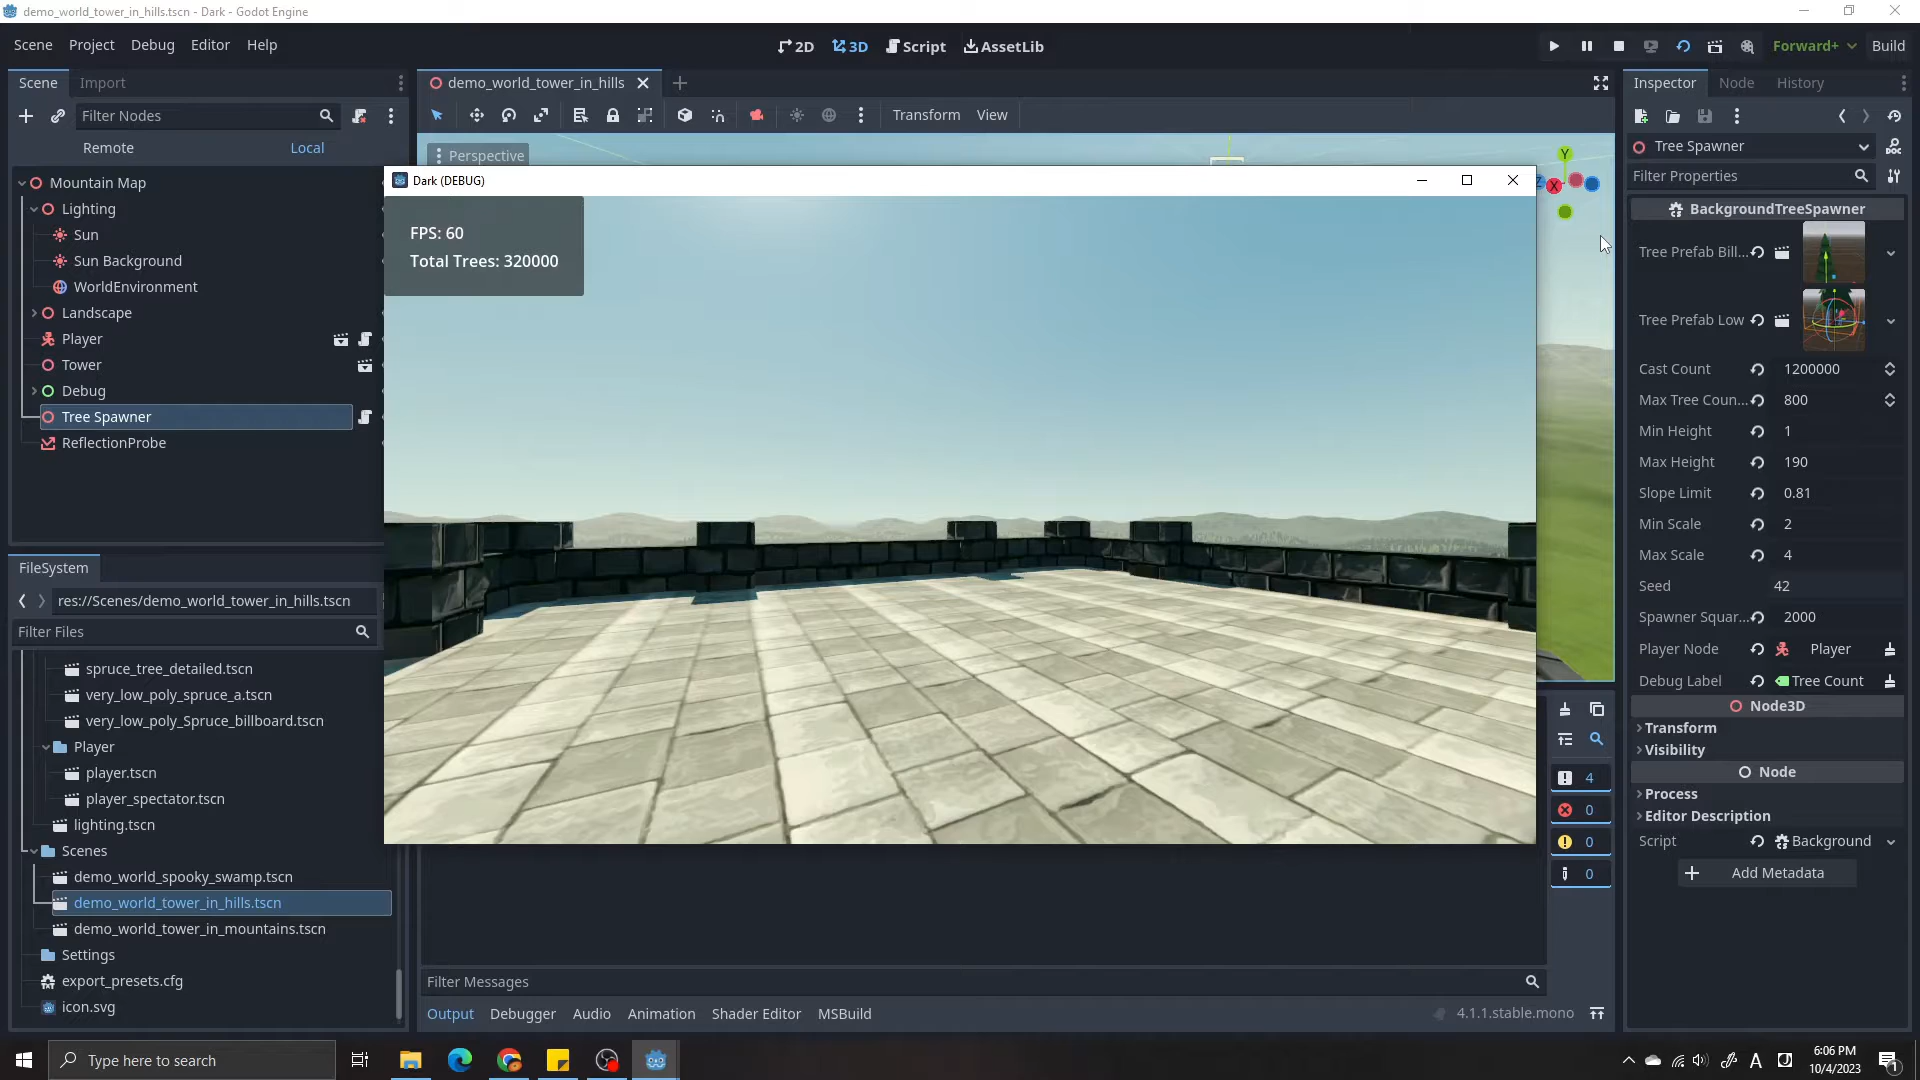 demo_world_tower_in_hills.tscn - Dark - Godot Engine
Scene Project Debug Editor Help
2D 3D Script AssetLib
Forward+ Build
Scene Import
Filter Nodes
Remote Local
Mountain Map
Lighting
Sun
Sun Background
WorldEnvironment
Landscape
Player
Tower
Debug
Tree Spawner
ReflectionProbe
FileSystem
res://Scenes/demo_world_tower_in_hills.tscn
Filter Files
spruce_tree_detailed.tscn
very_low_poly_spruce_a.tscn
very_low_poly_Spruce_billboard.tscn
Player
player.tscn
player_spectator.tscn
lighting.tscn
Scenes
demo_world_spooky_swamp.tscn
demo_world_tower_in_hills.tscn
demo_world_tower_in_mountains.tscn
Settings
export_presets.cfg
icon.svg
demo_world_tower_in_hills
Transform View
Perspective
Y
Z X
Dark (DEBUG)
FPS: 60
Total Trees: 320000
4
0
0
0
Filter Messages
Output Debugger Audio Animation Shader Editor MSBuild
4.1.1.stable.mono
Inspector Node History
Tree Spawner
Filter Properties
BackgroundTreeSpawner
Tree Prefab Bill...
Tree Prefab Low
Cast Count 1200000
Max Tree Coun... 800
Min Height 1
Max Height 190
Slope Limit 0.81
Min Scale 2
Max Scale 4
Seed 42
Spawner Squar... 2000
Player Node Player
Debug Label Tree Count
Node3D
Transform
Visibility
Node
Process
Editor Description
Script Background
Add Metadata
Type here to search
A
6:06 PM
10/4/2023
1